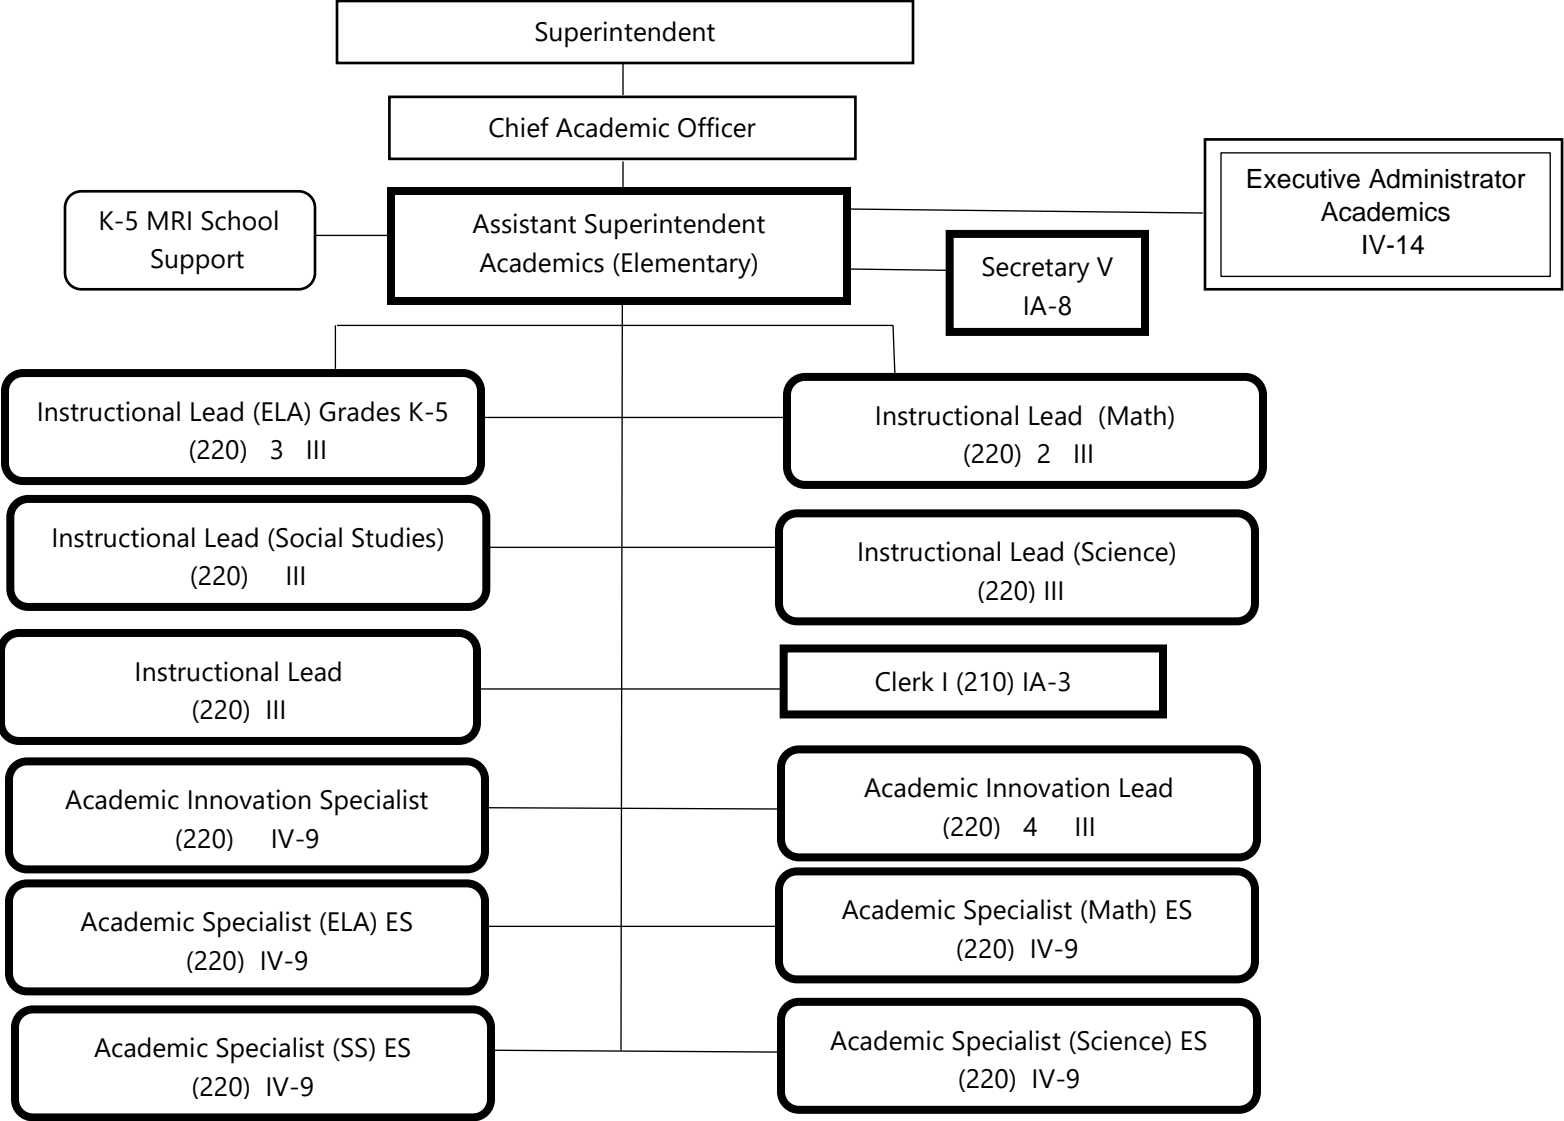 Superintendent
Chief Academic Officer
K-5 MRI School
Support
Assistant Superintendent
Academics (Elementary)
Executive Administrator
Academics
IV-14
Secretary V
IA-8
Instructional Lead (ELA) Grades K-5
(220) 3 III
Instructional Lead (Math)
(220) 2 III
Instructional Lead (Social Studies)
(220) III
Instructional Lead (Science)
(220) III
Instructional Lead
(220) III
Clerk I (210) IA-3
Academic Innovation Specialist
(220) IV-9
Academic Innovation Lead
(220) 4 III
Academic Specialist (ELA) ES
(220) IV-9
Academic Specialist (Math) ES
(220) IV-9
Academic Specialist (SS) ES
(220) IV-9
Academic Specialist (Science) ES
(220) IV-9